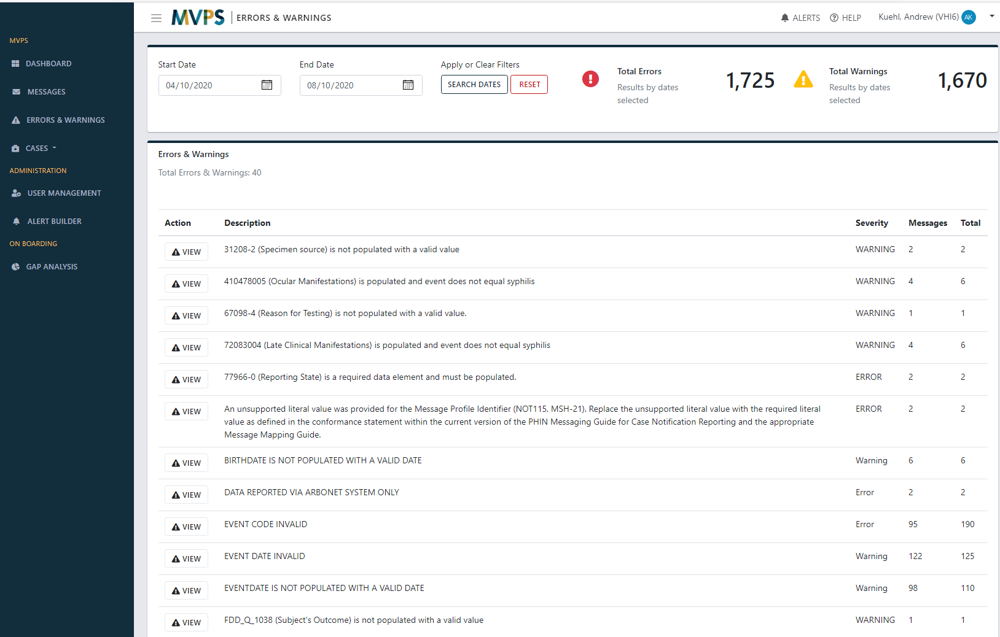 MVPS
DASHBOARD
MESSAGES
ERRORS & WARNINGS
CASES
ADMINISTRATION
USER MANAGEMENT
ALERT BUILDER
ON BOARDING
GAP ANALYSIS
MVPS ERRORS & WARNINGS
ALERTS HELP Kuehl, Andrew (VHI6) AK
Start Date End Date Apply or Clear Filters
04/10/2020 08/10/2020 SEARCH DATES RESET
Total Errors
Results by dates
selected
1,725
Total Warnings
Results by dates
selected
1,670
Errors & Warnings
Total Errors & Warnings: 40
Action Description Severity Messages Total
VIEW 31208-2 (Specimen source) is not populated with a valid value WARNING 2 2
VIEW 410478005 (Ocular Manifestations) is populated and event does not equal syphilis WARNING 4 6
VIEW 67098-4 (Reason for Testing) is not populated with a valid value. WARNING 1 1
VIEW 72083004 (Late Clinical Manifestations) is populated and event does not equal syphilis WARNING 4 6
VIEW 77966-0 (Reporting State) is a required data element and must be populated. ERROR 2 2
VIEW An unsupported literal value was provided for the Message Profile Identifier (NOT115, MSH-21). Replace the unsupported literal value with the required literal ERROR 2 2
value as defined in the conformance statement within the current version of the PHIN Messaging Guide for Case Notification Reporting and the appropriate
Message Mapping Guide.
VIEW BIRTHDATE IS NOT POPULATED WITH A VALID DATE Warning 6 6
VIEW DATA REPORTED VIA ARBONET SYSTEM ONLY Error 2 2
VIEW EVENT CODE INVALID Error 95 190
VIEW EVENT DATE INVALID Warning 122 125
VIEW EVENTDATE IS NOT POPULATED WITH A VALID DATE Warning 98 110
VIEW FDD_Q_1038 (Subject's Outcome) is not populated with a valid value WARNING 1 1